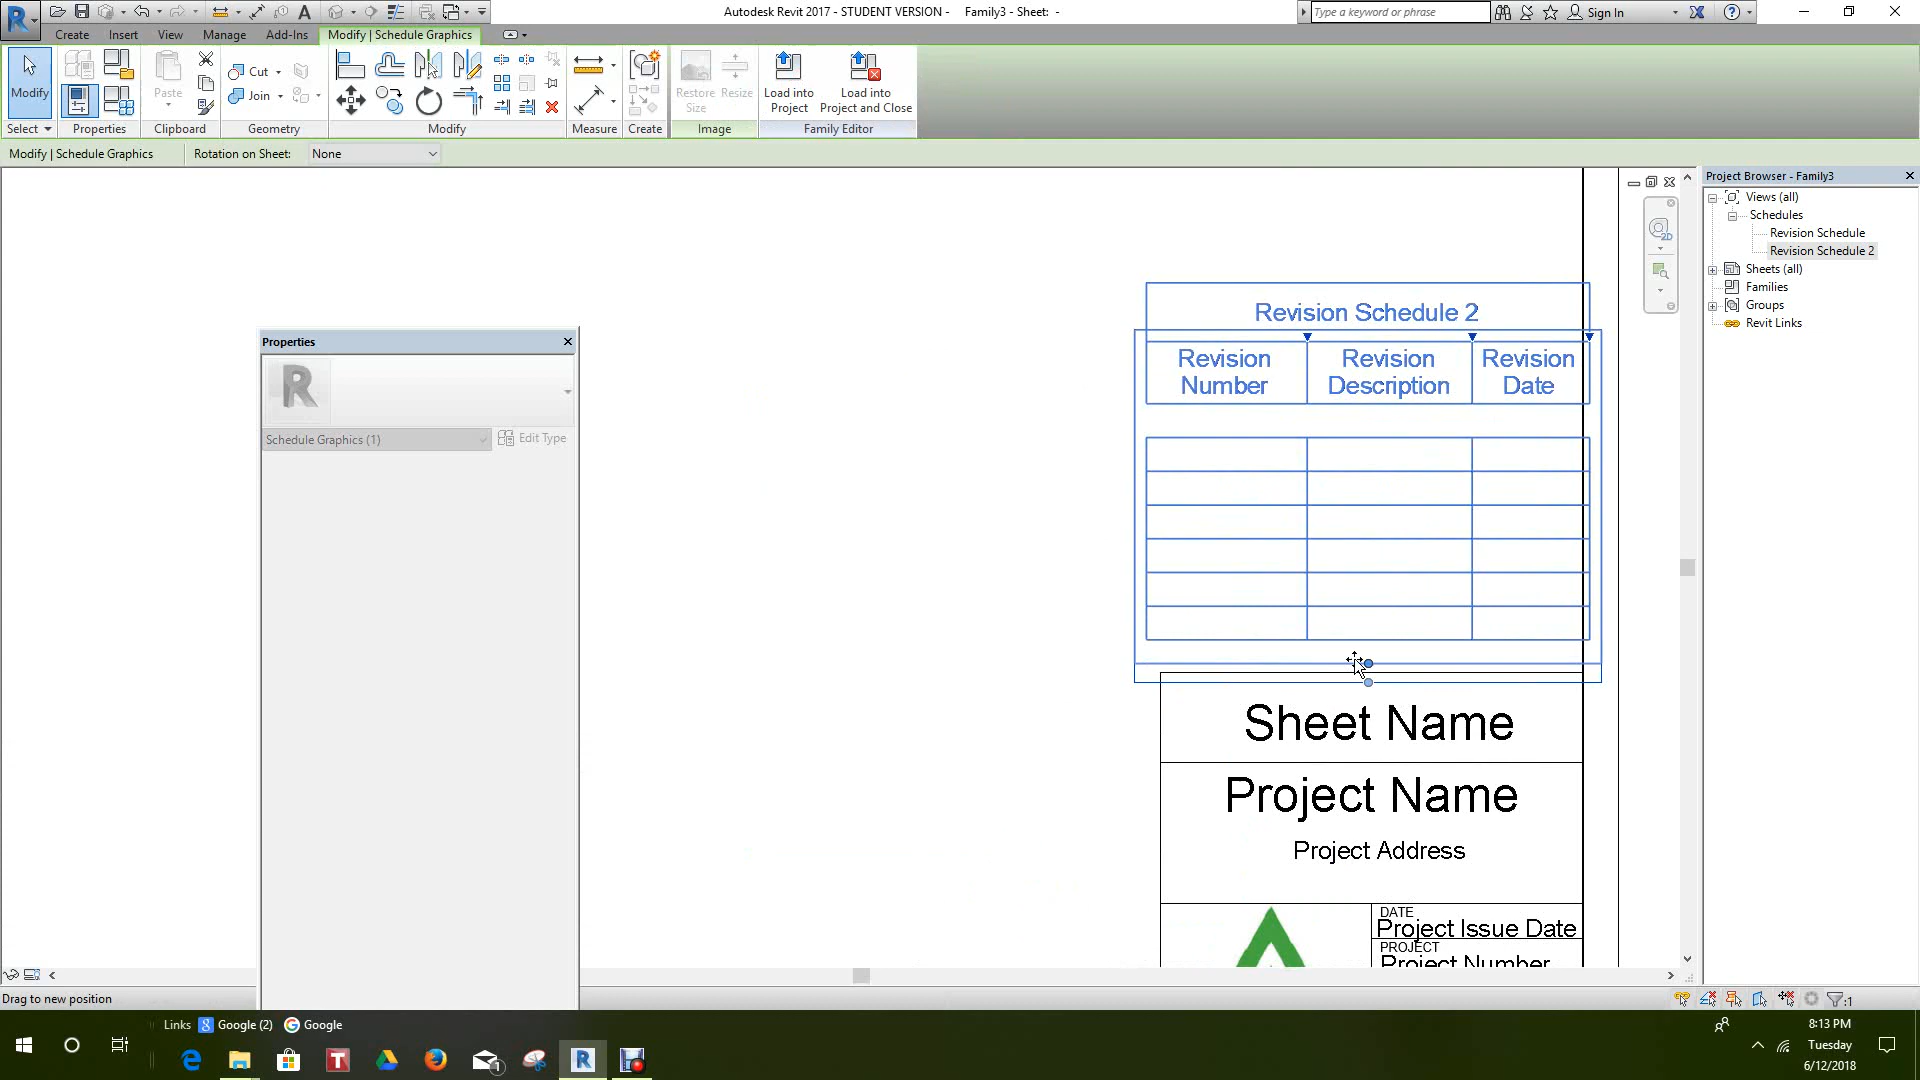 Autodesk Revit 2017 - STUDENT VERSION - Family3 - Sheet: -
Type a keyword or phrase
Sign In
Create Insert View Manage Add-Ins Modify | Schedule Graphics
Modify
Paste
Cut
Join
Restore Size
Resize
Load into Project
Load into Project and Close
Select
Properties
Clipboard
Geometry
Modify
Measure
Create
Image
Family Editor
Modify | Schedule Graphics
Rotation on Sheet: None
Project Browser - Family3
Views (all)
Schedules
Revision Schedule
Revision Schedule 2
Sheets (all)
Families
Groups
Revit Links
2D
Properties
R
Schedule Graphics (1)
Edit Type
Revision Schedule 2
Revision Number
Revision Description
Revision Date
Sheet Name
Project Name
Project Address
DATE
Project Issue Date
PROJECT
Project Number
Drag to new position
:1
Links Google (2) Google
8:13 PM
Tuesday
6/12/2018